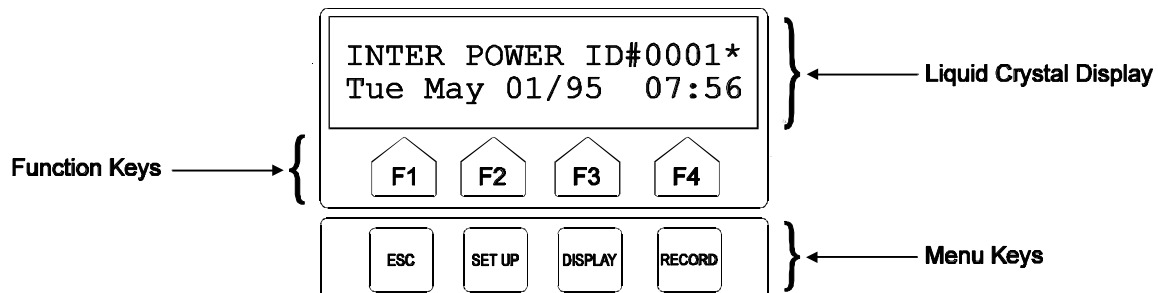 INTER POWER ID#0001*
Tue May 01/95 07:56
Liquid Crystal Display
Function Keys
F1 F2 F3 F4
ESC SET UP DISPLAY RECORD
Menu Keys